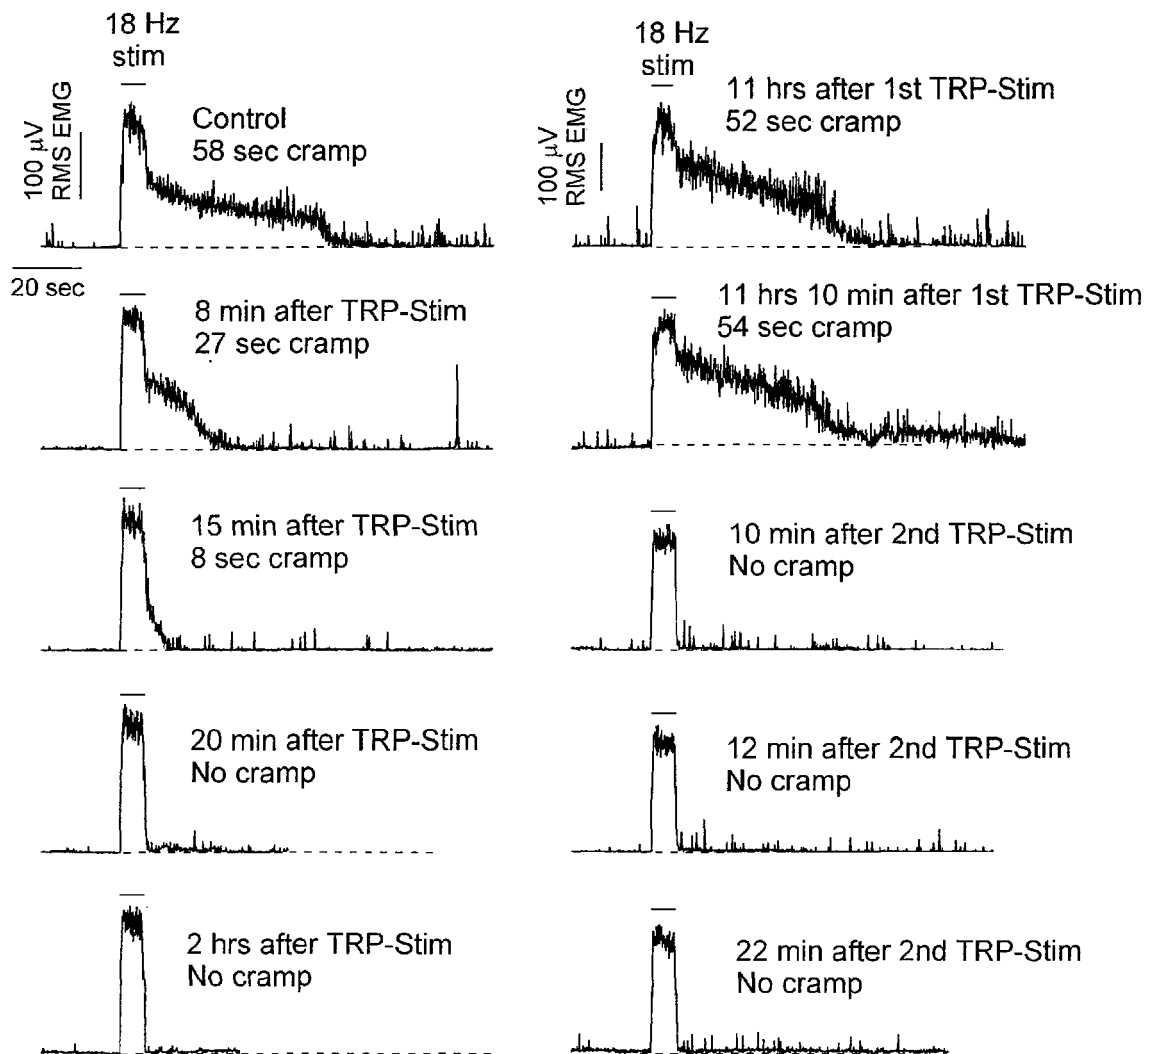 18 Hz
stim
100 μV
RMS EMG
Control
58 sec cramp
20 sec
8 min after TRP-Stim
27 sec cramp
15 min after TRP-Stim
8 sec cramp
20 min after TRP-Stim
No cramp
2 hrs after TRP-Stim
No cramp
18 Hz
stim
100 μV
RMS EMG
11 hrs after 1st TRP-Stim
52 sec cramp
11 hrs 10 min after 1st TRP-Stim
54 sec cramp
10 min after 2nd TRP-Stim
No cramp
12 min after 2nd TRP-Stim
No cramp
22 min after 2nd TRP-Stim
No cramp